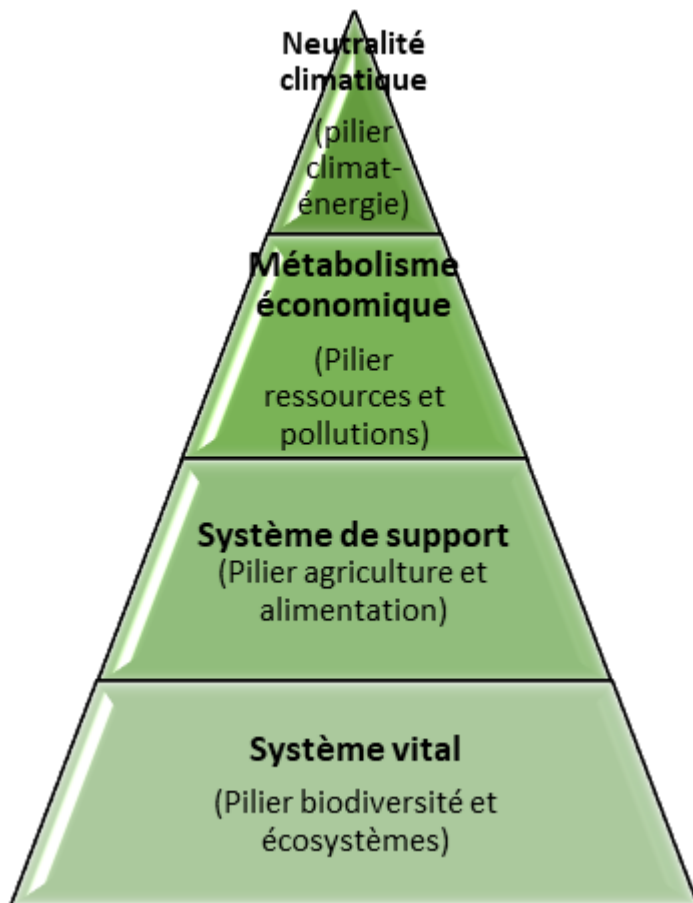 Neutralité
climatique
(pilier
climat-
énergie)
Métabolisme
économique
(Pilier
ressources et
pollutions)
Système de support
(Pilier agriculture et
alimentation)
Système vital
(Pilier biodiversité et
écosystèmes)